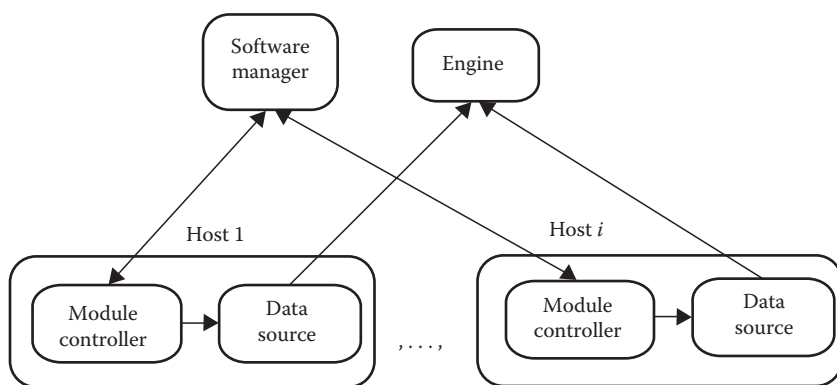 Software
manager
Engine
Host 1
Host i
Module
controller
Data
source
, . . . ,
Module
controller
Data
source